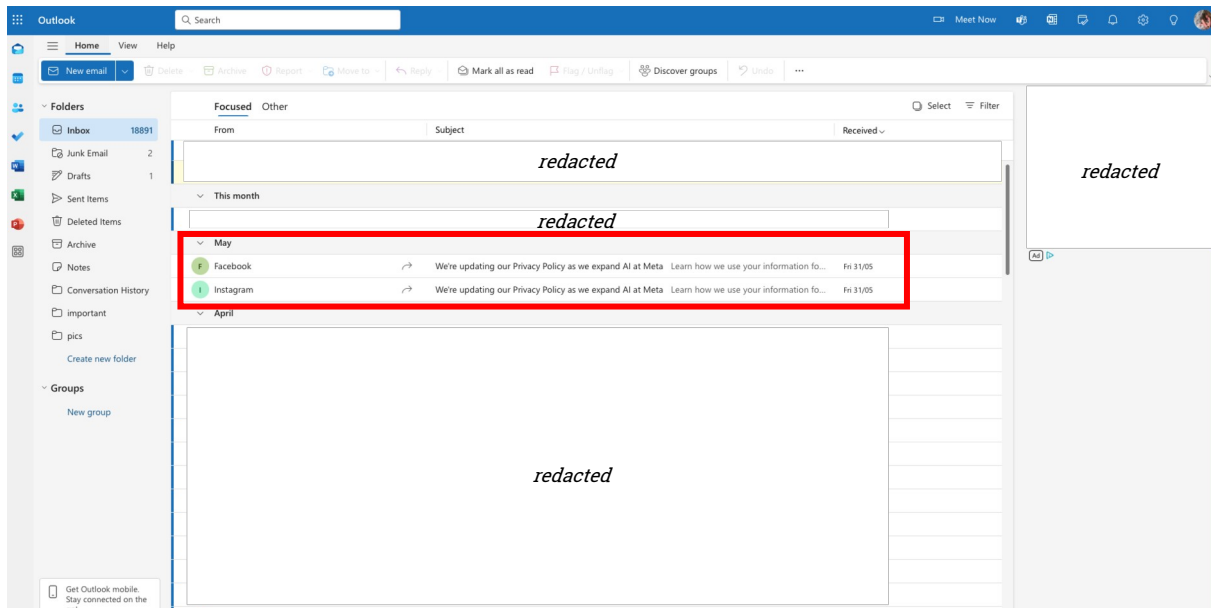 Outlook
Search
Meet Now
Home View Help
New email Delete Archive Report Move to Reply Mark all as read Flag / Unflag Discover groups Undo ...
Folders
Inbox 18891
Junk Email 2
Drafts 1
Sent Items
Deleted Items
Archive
Notes
Conversation History
important
pics
Create new folder
Groups
New group
Get Outlook mobile.
Stay connected on the
Focused Other
Select Filter
From Subject Received
redacted
This month
redacted
May
F Facebook We're updating our Privacy Policy as we expand AI at Meta Learn how we use your information fo... Fri 31/05
I Instagram We're updating our Privacy Policy as we expand AI at Meta Learn how we use your information fo... Fri 31/05
April
redacted
redacted
Ad